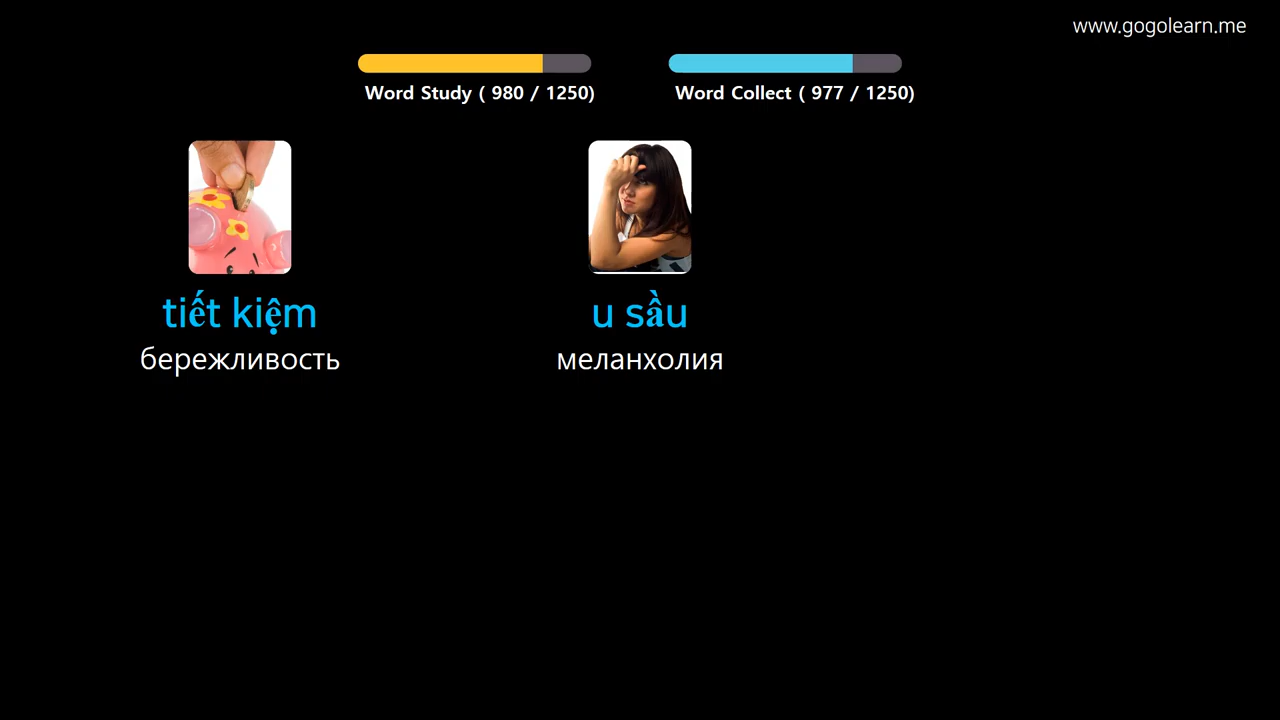 www.gogolearn.me
Word Study ( 980 / 1250)
Word Collect ( 977 / 1250)
tiết kiệm
бережливость
u sầu
меланхолия